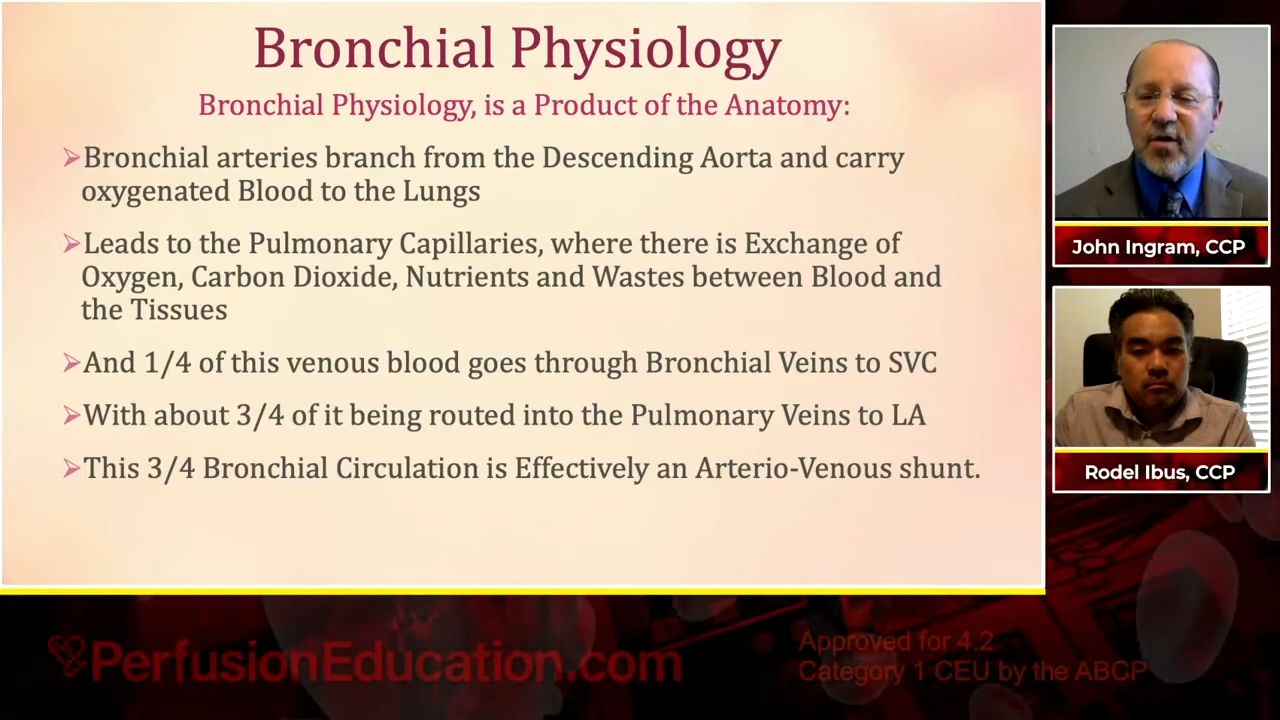 Bronchial Physiology
Bronchial Physiology, is a Product of the Anatomy:
➢Bronchial arteries branch from the Descending Aorta and carry
oxygenated Blood to the Lungs
➢Leads to the Pulmonary Capillaries, where there is Exchange of
Oxygen, Carbon Dioxide, Nutrients and Wastes between Blood and
the Tissues
➢And 1/4 of this venous blood goes through Bronchial Veins to SVC
➢With about 3/4 of it being routed into the Pulmonary Veins to LA
➢This 3/4 Bronchial Circulation is Effectively an Arterio-Venous shunt.
John Ingram, CCP
Rodel Ibus, CCP
PerfusionEducation.com
Approved for 4.2
Category 1 CEU by the ABCP